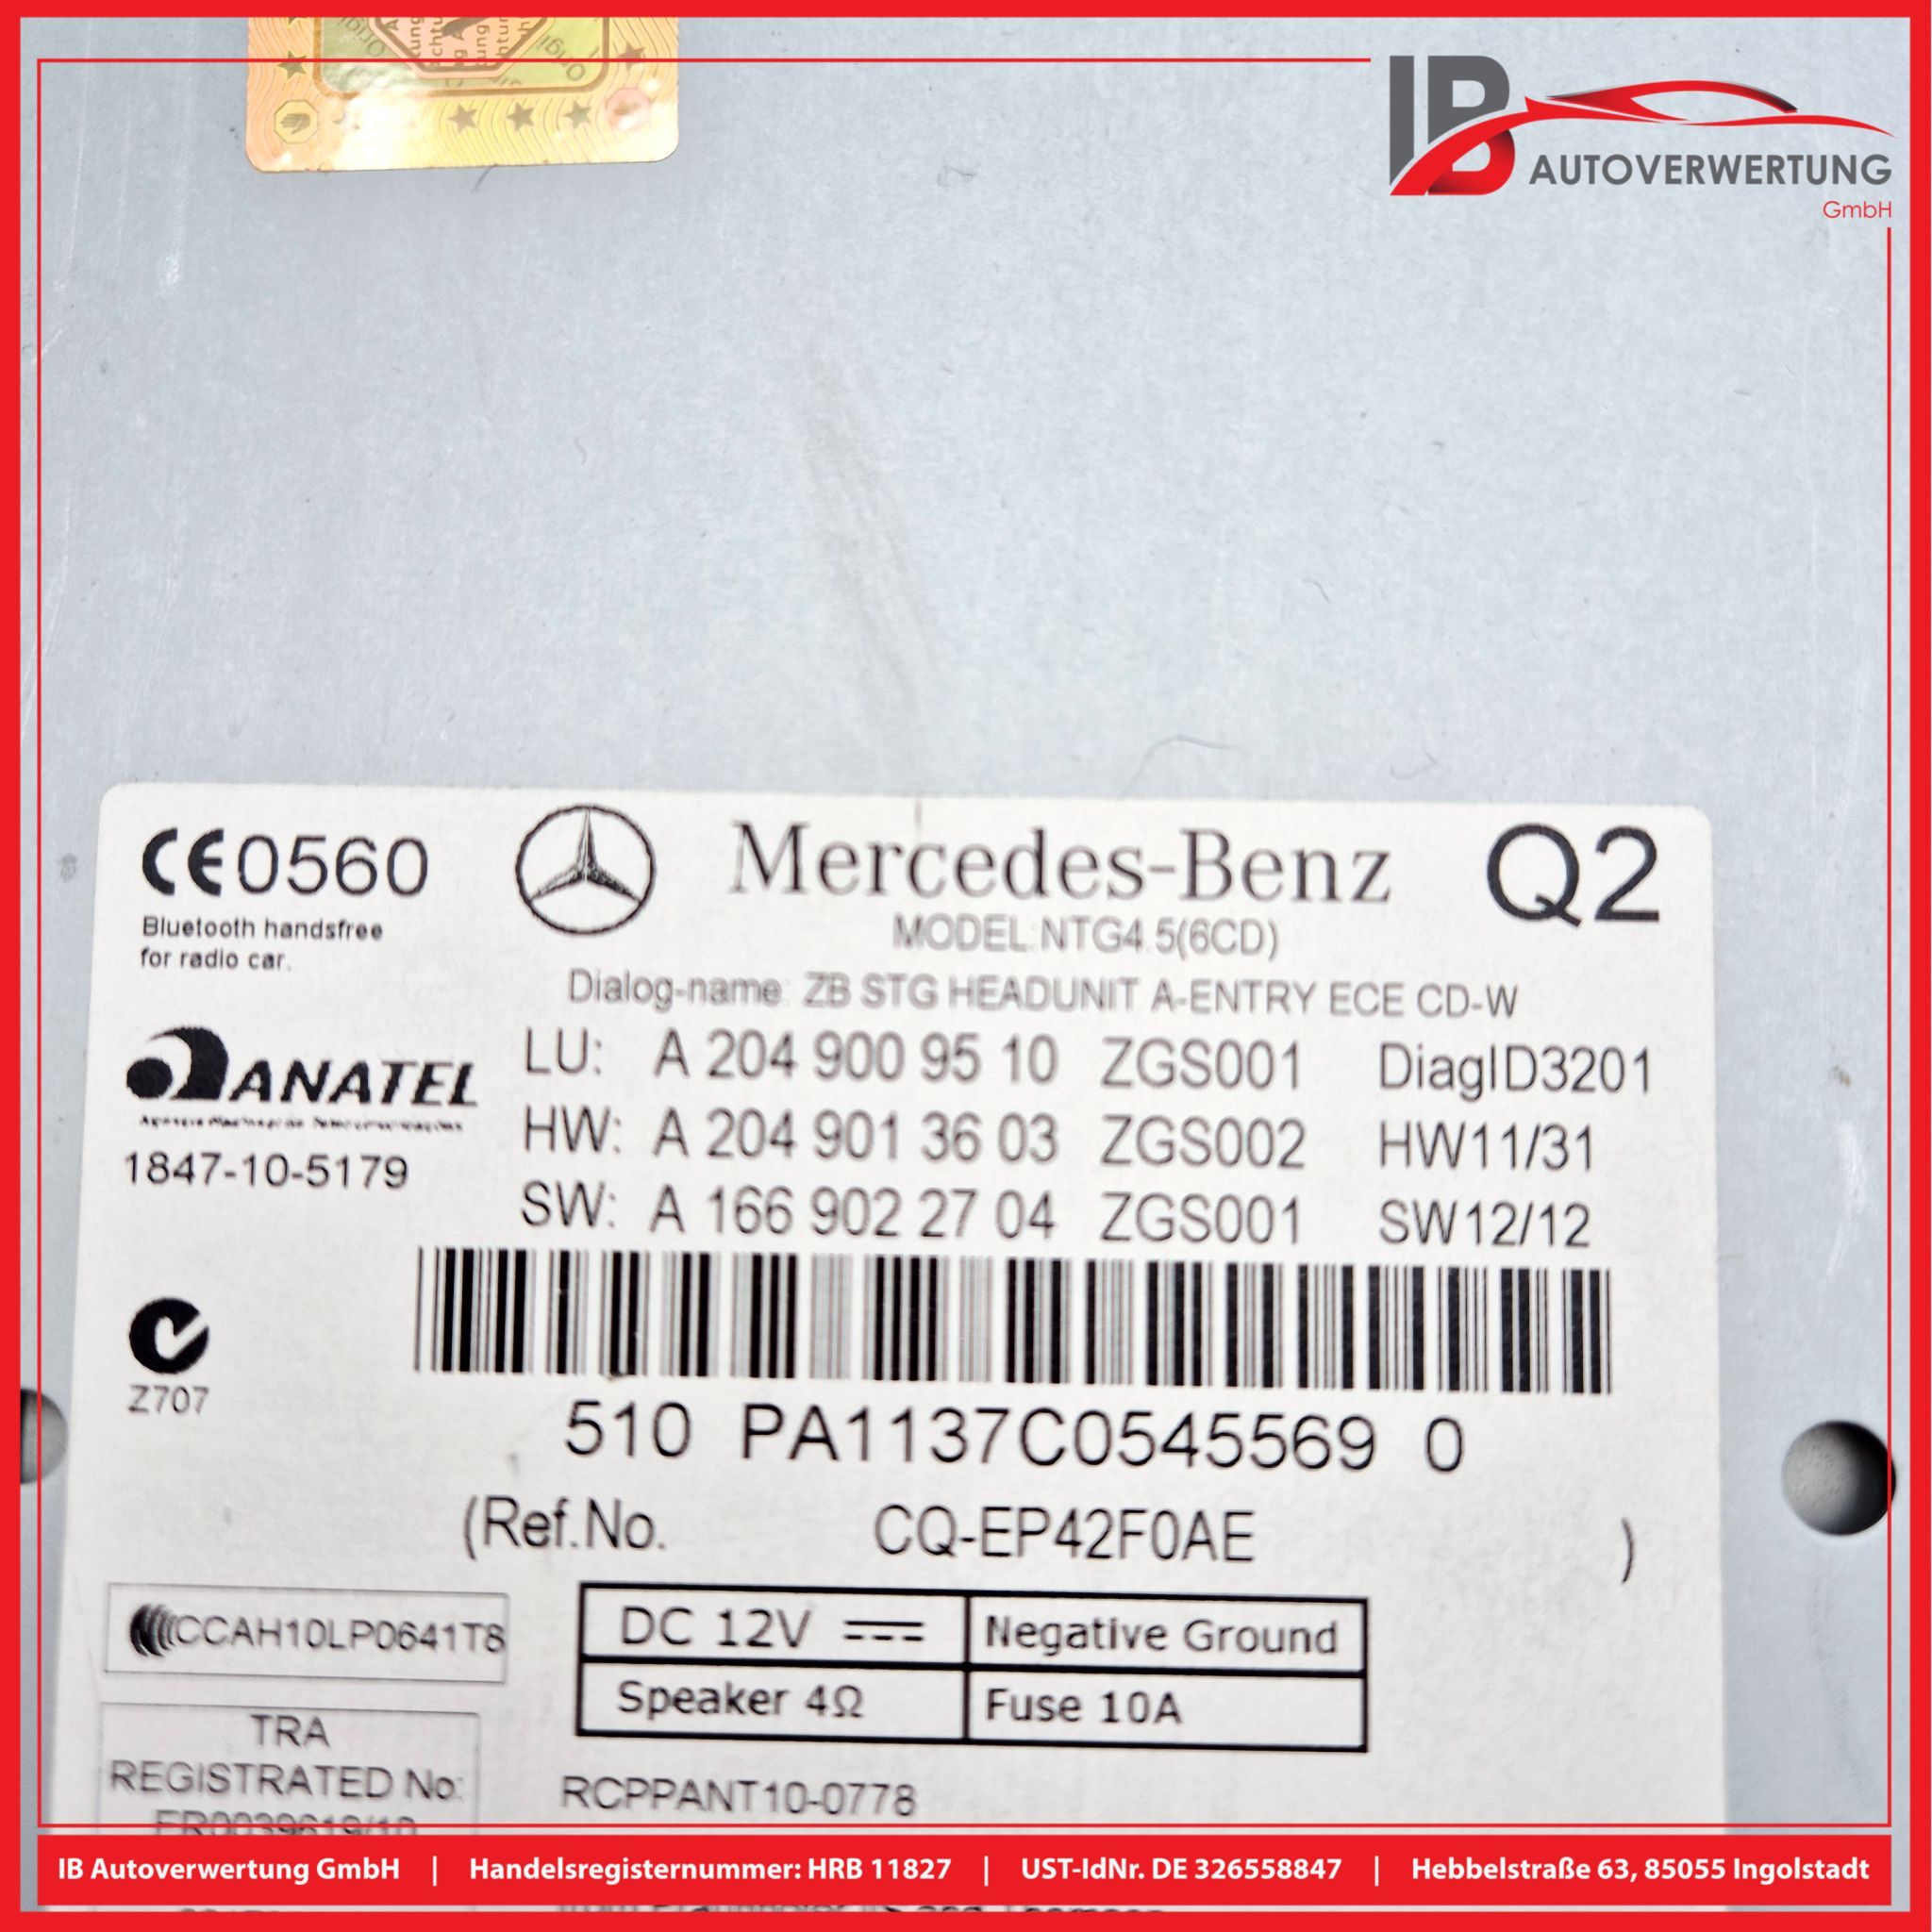 IB
AUTOVERWERTUNG
GmbH
CE0560
Bluetooth handsfree
for radio car.
Mercedes-Benz
Q2
MODEL:NTG4.5(6CD)
Dialog-name: ZB STG HEADUNIT A-ENTRY ECE CD-W
LU: A 204 900 95 10 ZGS001 DiagID3201
HW: A 204 901 36 03 ZGS002 HW11/31
SW: A 166 902 27 04 ZGS001 SW12/12
ANATEL
1847-10-5179
Z707
510 PA1137C0545569 0
(Ref.No. CQ-EP42F0AE )
CCAH10LP0641T8
DC 12V Negative Ground
Speaker 4Ω Fuse 10A
TRA
REGISTRATED No:
RCPPANT10-0778
IB Autoverwertung GmbH | Handelsregisternummer: HRB 11827 | UST-IdNr. DE 326558847 | Hebbelstraße 63, 85055 Ingolstadt